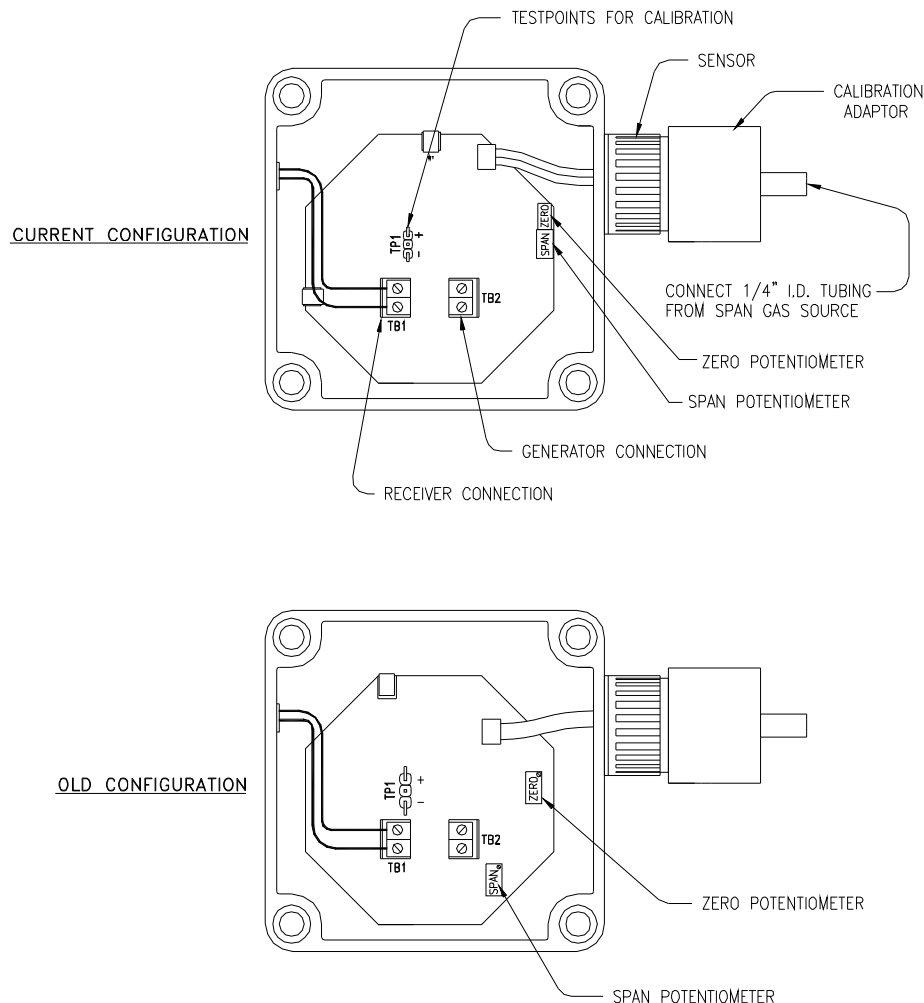 TESTPOINTS FOR CALIBRATION
SENSOR
CALIBRATION
ADAPTOR
CURRENT CONFIGURATION
TP1
+
-
ZERO
SPAN
TB1
TB2
CONNECT 1/4" I.D. TUBING
FROM SPAN GAS SOURCE
ZERO POTENTIOMETER
SPAN POTENTIOMETER
GENERATOR CONNECTION
RECEIVER CONNECTION
OLD CONFIGURATION
TP1
+
-
ZERO
TB1
TB2
SPAN
ZERO POTENTIOMETER
SPAN POTENTIOMETER